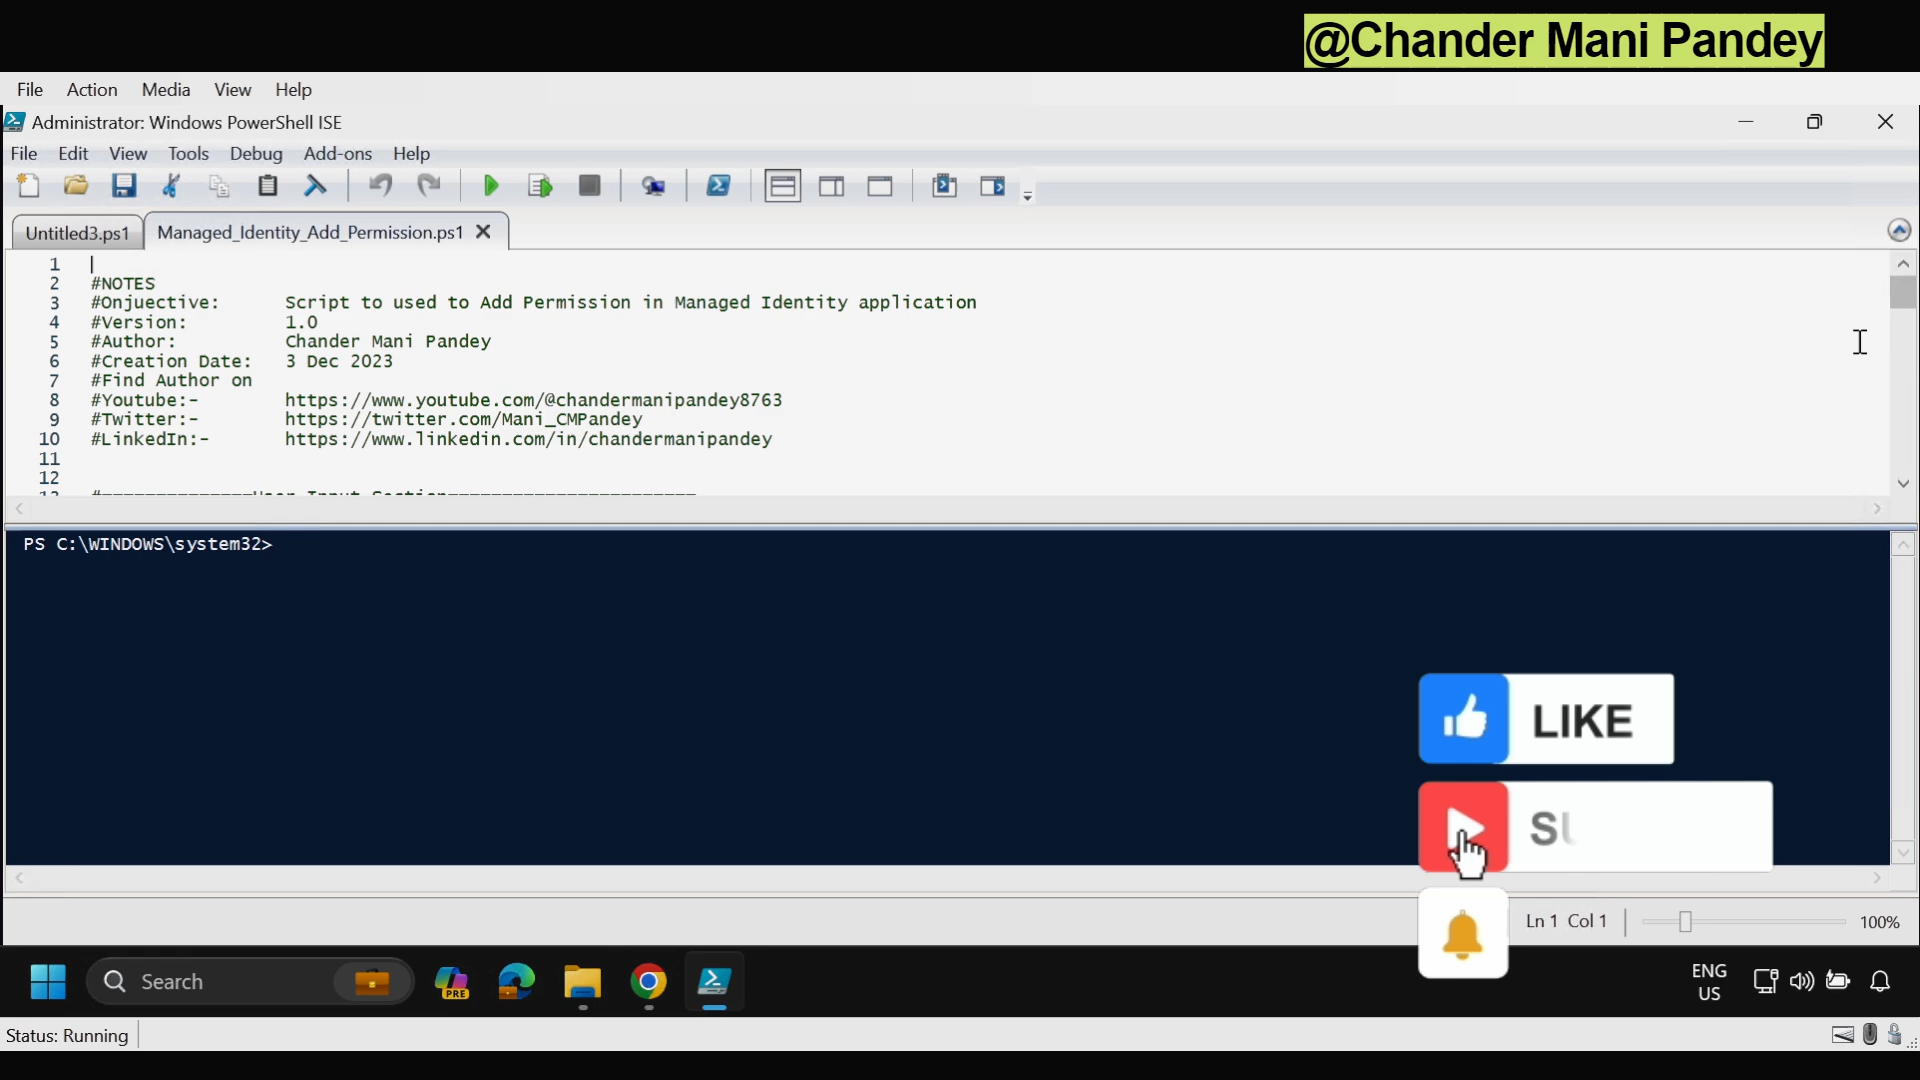 @Chander Mani Pandey
File Action Media View Help
Administrator: Windows PowerShell ISE
File Edit View Tools Debug Add-ons Help
Untitled3.ps1 Managed_Identity_Add_Permission.ps1
1
2 #NOTES
3 #Onjuective: Script to used to Add Permission in Managed Identity application
4 #Version: 1.0
5 #Author: Chander Mani Pandey
6 #Creation Date: 3 Dec 2023
7 #Find Author on
8 #Youtube:- https://www.youtube.com/@chandermanipandey8763
9 #Twitter:- https://twitter.com/Mani_CMPandey
10 #LinkedIn:- https://www.linkedin.com/in/chandermanipandey
11
12
PS C:\WINDOWS\system32>
LIKE
SU
Ln 1 Col 1 100%
Search
PRE
ENG
US
Status: Running